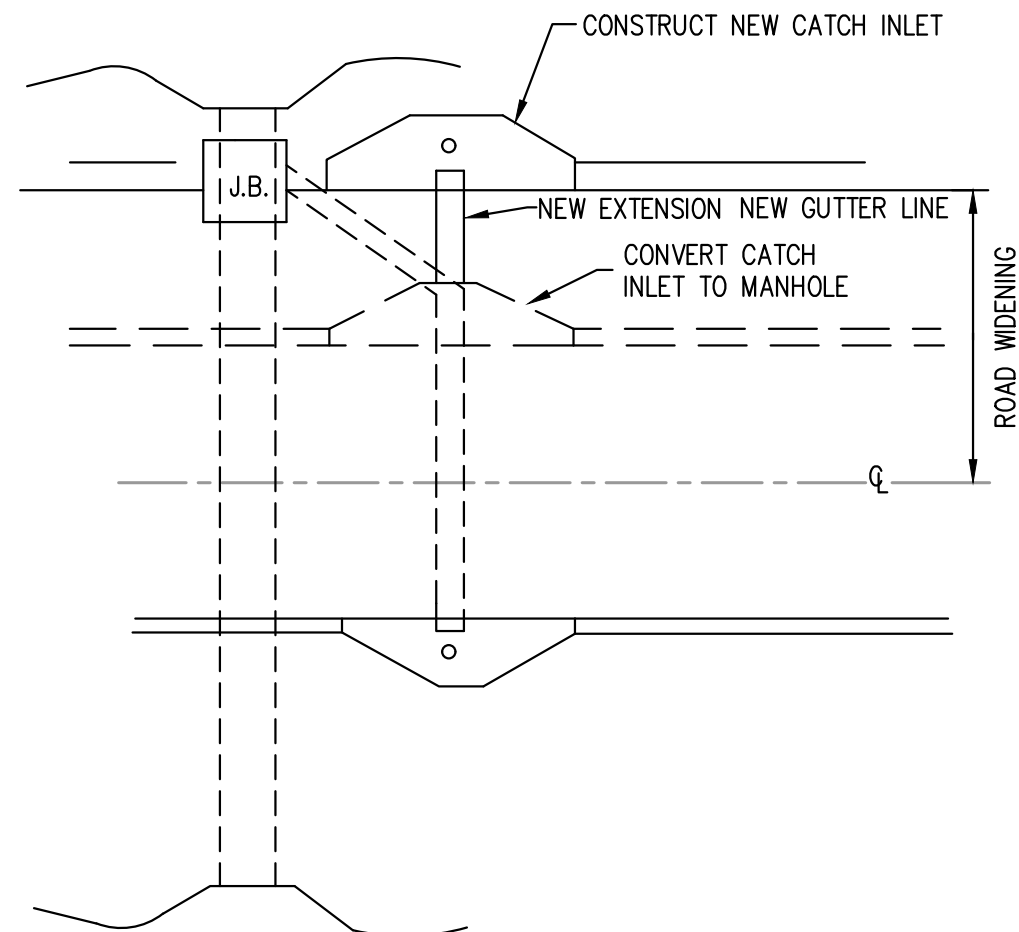 CONSTRUCT NEW CATCH INLET
J.B.
NEW EXTENSION NEW GUTTER LINE
CONVERT CATCH
INLET TO MANHOLE
ROAD WIDENING
℄